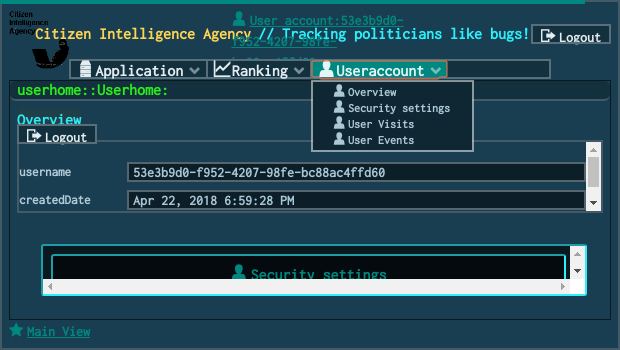 Citizen
Intelligence
Agency
User account:53e3b9d0-
f952-4207-98fe-
Citizen Intelligence Agency // Tracking politicians like bugs!
Logout
Application
Ranking
Useraccount
userhome::Userhome:
Overview
Security settings
User Visits
User Events
Overview
Logout
username
53e3b9d0-f952-4207-98fe-bc88ac4ffd60
createdDate
Apr 22, 2018 6:59:28 PM
Security settings
Main View